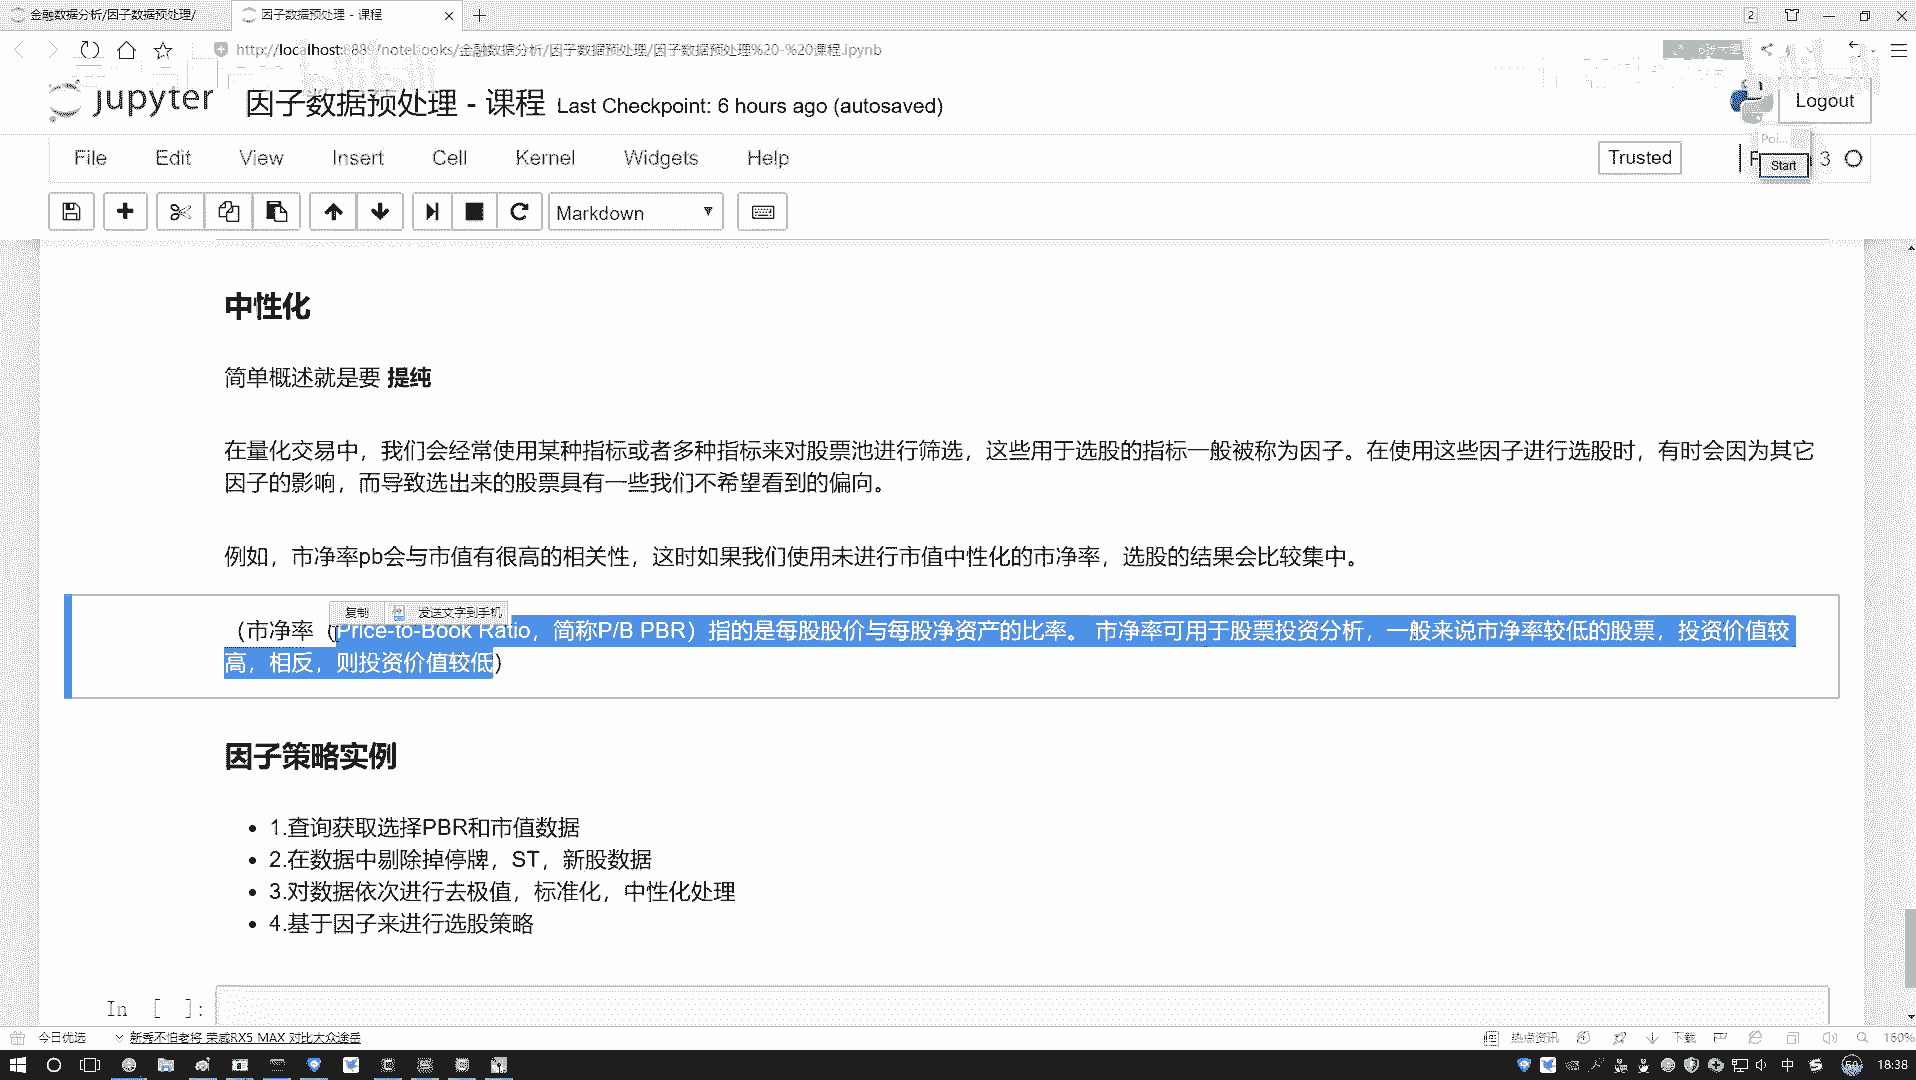 金融数据分析/因子数据预处理/
因子数据预处理 - 课程
2
http://localhost:888 /notebooks/金融数据分析/因子数据预处理/因子数据预处理%20-%20课程.ipynb
jupyter 因子数据预处理 - 课程 Last Checkpoint: 6 hours ago (autosaved)
Logout
File Edit View Insert Cell Kernel Widgets Help
Trusted
Poi...
Start
3
Markdown
中性化
简单概述就是要 提纯
在量化交易中，我们会经常使用某种指标或者多种指标来对股票池进行筛选，这些用于选股的指标一般被称为因子。在使用这些因子进行选股时，有时会因为其它
因子的影响，而导致选出来的股票具有一些我们不希望看到的偏向。
例如，市净率pb会与市值有很高的相关性，这时如果我们使用未进行市值中性化的市净率，选股的结果会比较集中。
复制 发送文字到手机
（市净率（Price-to-Book Ratio，简称P/B PBR）指的是每股股价与每股净资产的比率。 市净率可用于股票投资分析，一般来说市净率较低的股票，投资价值较
高，相反，则投资价值较低）
因子策略实例
• 1.查询获取选择PBR和市值数据
• 2.在数据中剔除掉停牌，ST，新股数据
• 3.对数据依次进行去极值，标准化，中性化处理
• 4.基于因子来进行选股策略
In [ ]:
今日优选
新秀不怕老将 荣威RX5 MAX 对比大众途岳
热点资讯
下载
160%
中
50
18:38